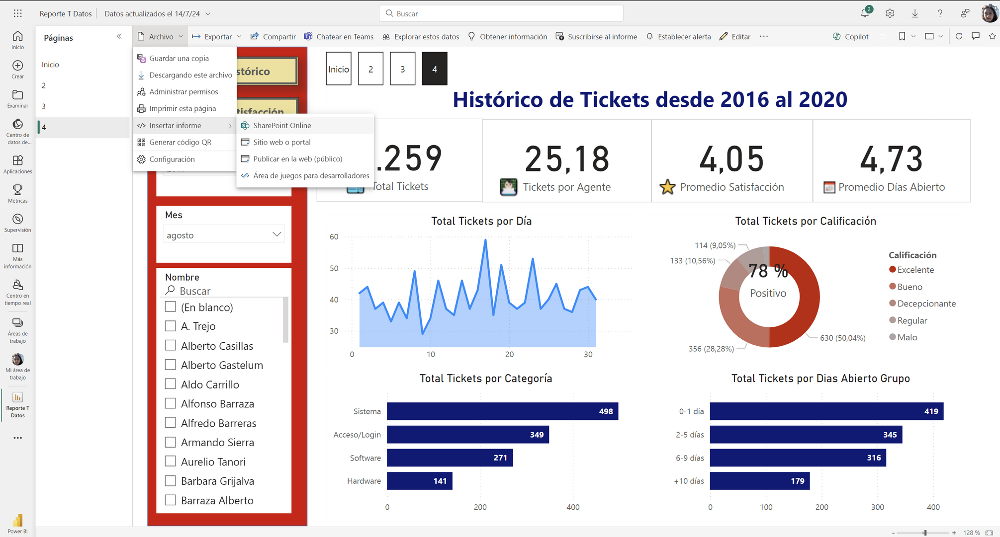 Reporte T Datos
Datos actualizados el 14/7/24
Buscar
2
Inicio
Crear
Examinar
Centro de
datos de...
Aplicaciones
Métricas
Supervisión
Más
información
Centro en
tiempo real
Áreas de
trabajo
Mi área de
trabajo
Reporte T
Datos
Power BI
Páginas
Inicio
2
3
4
Archivo
Exportar
Compartir
Chatear en Teams
Explorar estos datos
Obtener información
Suscribirse al informe
Establecer alerta
Editar
Copilot
Guardar una copia
Descargando este archivo
Administrar permisos
Imprimir esta página
Insertar informe
Generar código QR
Configuración
SharePoint Online
Sitio web o portal
Publicar en la web (público)
Área de juegos para desarrolladores
stórico
tisfacción
Mes
agosto
Nombre
Buscar
(En blanco)
A. Trejo
Alberto Casillas
Alberto Gastelum
Aldo Carrillo
Alfonso Barraza
Alfredo Barreras
Armando Sierra
Aurelio Tanori
Barbara Grijalva
Barraza Alberto
Inicio
2
3
4
Histórico de Tickets desde 2016 al 2020
.259
Total Tickets
25,18
Tickets por Agente
4,05
Promedio Satisfacción
4,73
Promedio Días Abierto
Total Tickets por Día
60
50
40
30
0
10
20
30
Total Tickets por Calificación
114 (9,05%)
133 (10,56%)
78 %
Positivo
356 (28,28%)
630 (50,04%)
Calificación
Excelente
Bueno
Decepcionante
Regular
Malo
Total Tickets por Categoría
Sistema 498
Acceso/Login 349
Software 271
Hardware 141
0 200 400
Total Tickets por Dias Abierto Grupo
0-1 día 419
2-5 días 345
6-9 días 316
+10 días 179
0 100 200 300 400
- + 128 %